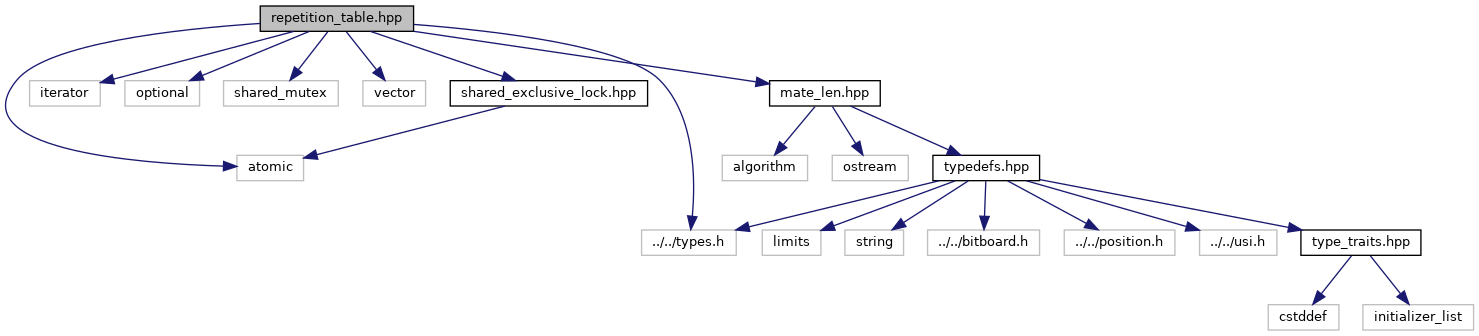 repetition_table.hpp
iterator
optional
shared_mutex
vector
shared_exclusive_lock.hpp
mate_len.hpp
atomic
algorithm
ostream
typedefs.hpp
../../types.h
limits
string
../../bitboard.h
../../position.h
../../usi.h
type_traits.hpp
cstddef
initializer_list